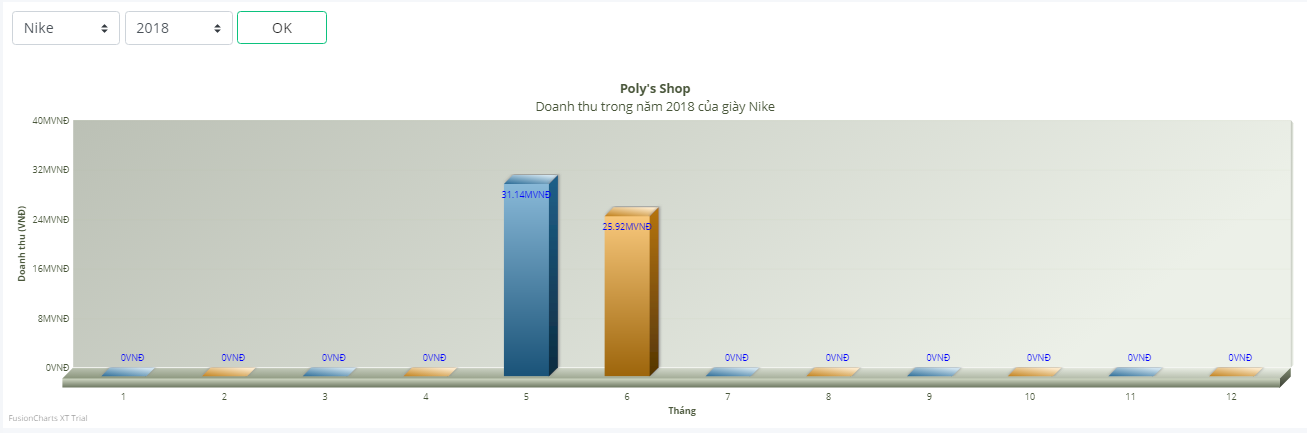 Nike 2018 OK
Poly's Shop
Doanh thu trong năm 2018 của giày Nike
Doanh thu (VNĐ)
40MVNĐ
32MVNĐ
24MVNĐ
16MVNĐ
8MVNĐ
0VNĐ
0VNĐ 0VNĐ 0VNĐ 0VNĐ 31.14MVNĐ 25.92MVNĐ 0VNĐ 0VNĐ 0VNĐ 0VNĐ 0VNĐ 0VNĐ
1 2 3 4 5 6 7 8 9 10 11 12
Tháng
FusionCharts XT Trial